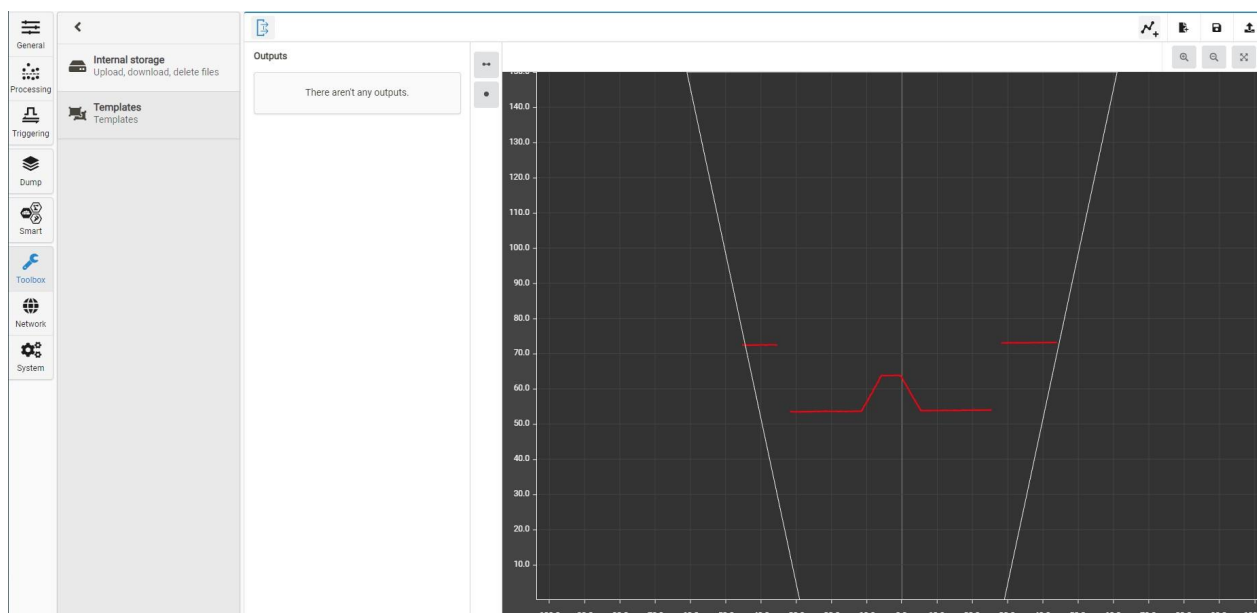 General
Processing
Triggering
Dump
Smart
Toolbox
Network
System
Internal storage
Upload, download, delete files
Templates
Templates
Outputs
There aren't any outputs.
140.0
130.0
120.0
110.0
100.0
90.0
80.0
70.0
60.0
50.0
40.0
30.0
20.0
10.0